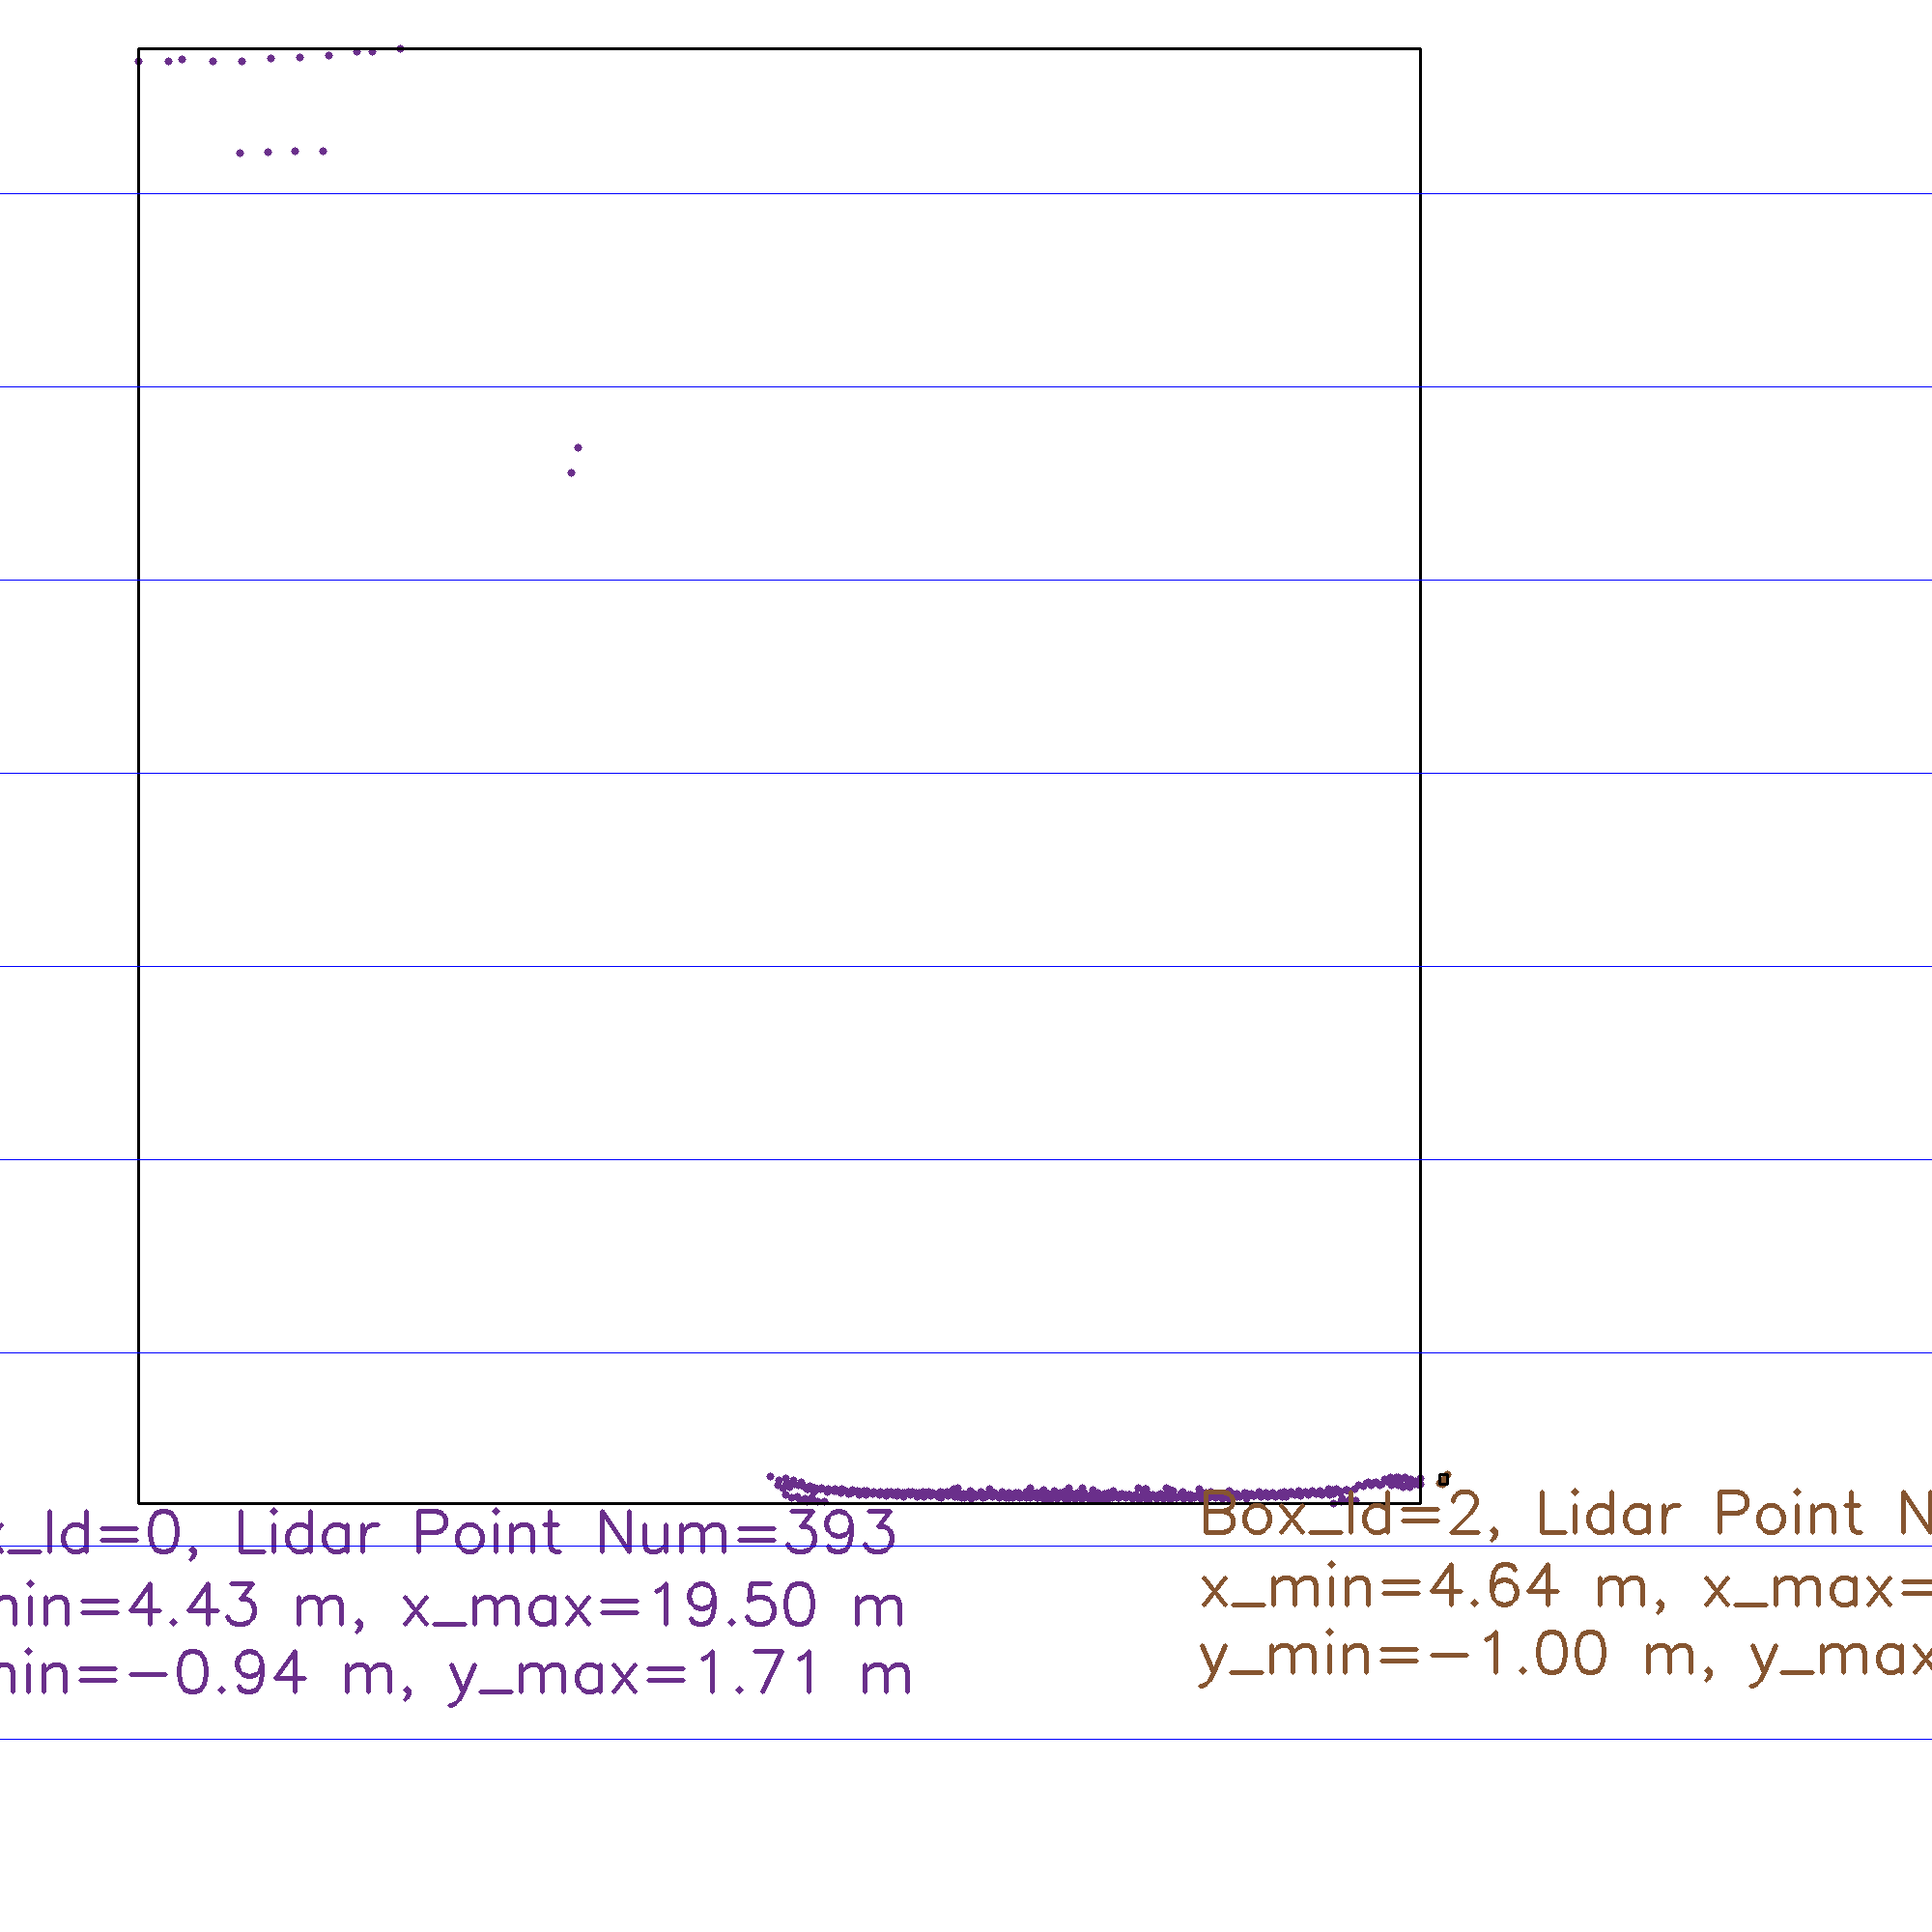 x_Id=0, Lidar Point Num=393
min=4.43 m, x_max=19.50 m
min=-0.94 m, y_max=1.71 m
Box_Id=2, Lidar Point N
x_min=4.64 m, x_max=
y_min=-1.00 m, y_max